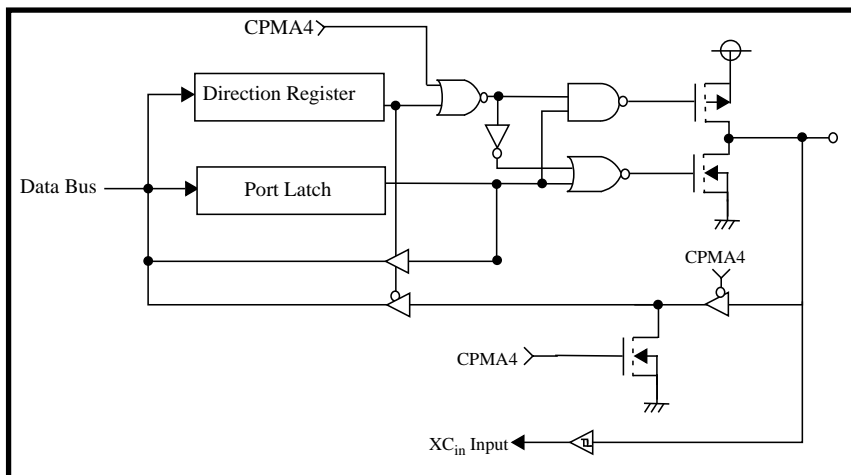 CPMA4
Direction Register
Data Bus
Port Latch
CPMA4
CPMA4
XCin Input